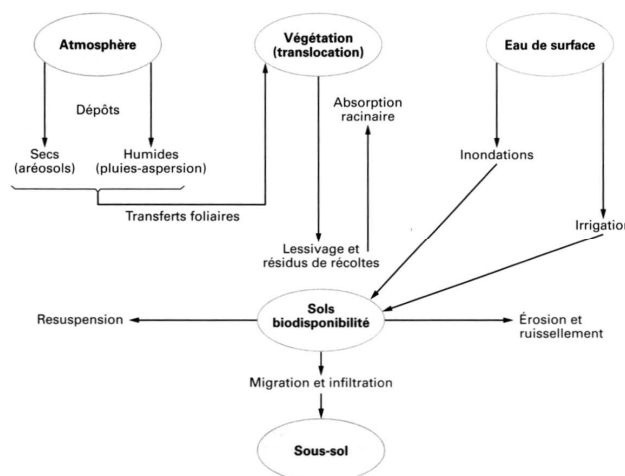 Atmosphère
Végétation
(translocation)
Eau de surface
Dépôts
Absorption
racinaire
Secs
(aréosols)
Humides
(pluies-aspersion)
Inondations
Transferts foliaires
Irrigation
Lessivage et
résidus de récoltes
Sols
biodisponibilité
Resuspension
Érosion et
ruissellement
Migration et infiltration
Sous-sol